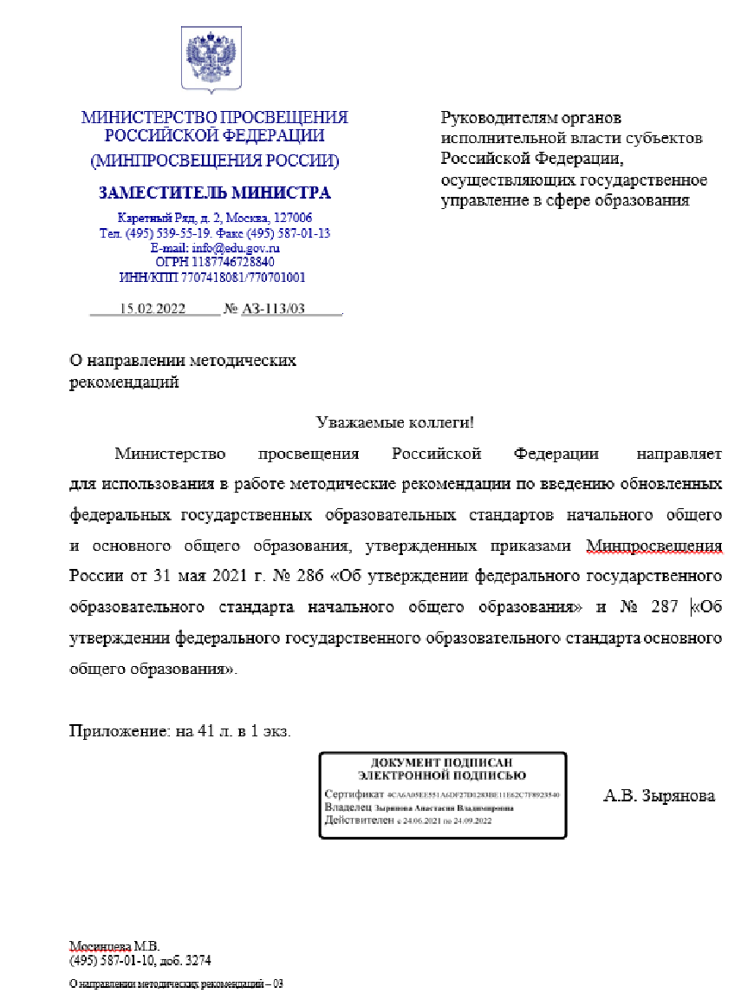 МИНИСТЕРСТВО ПРОСВЕЩЕНИЯ
РОССИЙСКОЙ ФЕДЕРАЦИИ
(МИНПРОСВЕЩЕНИЯ РОССИИ)
ЗАМЕСТИТЕЛЬ МИНИСТРА
Каретный Ряд, д. 2, Москва, 127006
Тел. (495) 539-55-19. Факс (495) 587-01-13
E-mail: info@edu.gov.ru
ОГРН 1187746728840
ИНН/КПП 7707418081/770701001
15.02.2022 № АЗ-113/03
Руководителям органов
исполнительной власти субъектов
Российской Федерации,
осуществляющих государственное
управление в сфере образования
О направлении методических
рекомендаций
Уважаемые коллеги!
Министерство просвещения Российской Федерации направляет
для использования в работе методические рекомендации по введению обновленных
федеральных государственных образовательных стандартов начального общего
и основного общего образования, утвержденных приказами Минпросвещения
России от 31 мая 2021 г. № 286 «Об утверждении федерального государственного
образовательного стандарта начального общего образования» и № 287 «Об
утверждении федерального государственного образовательного стандарта основного
общего образования».
Приложение: на 41 л. в 1 экз.
ДОКУМЕНТ ПОДПИСАН
ЭЛЕКТРОННОЙ ПОДПИСЬЮ
Сертификат
Владелец Зырянова Анастасия Владимировна
Действителен с 24.06.2021 по 24.09.2022
А.В. Зырянова
Мосинцева М.В.
(495) 587-01-10, доб. 3274
О направлении методических рекомендаций – 03